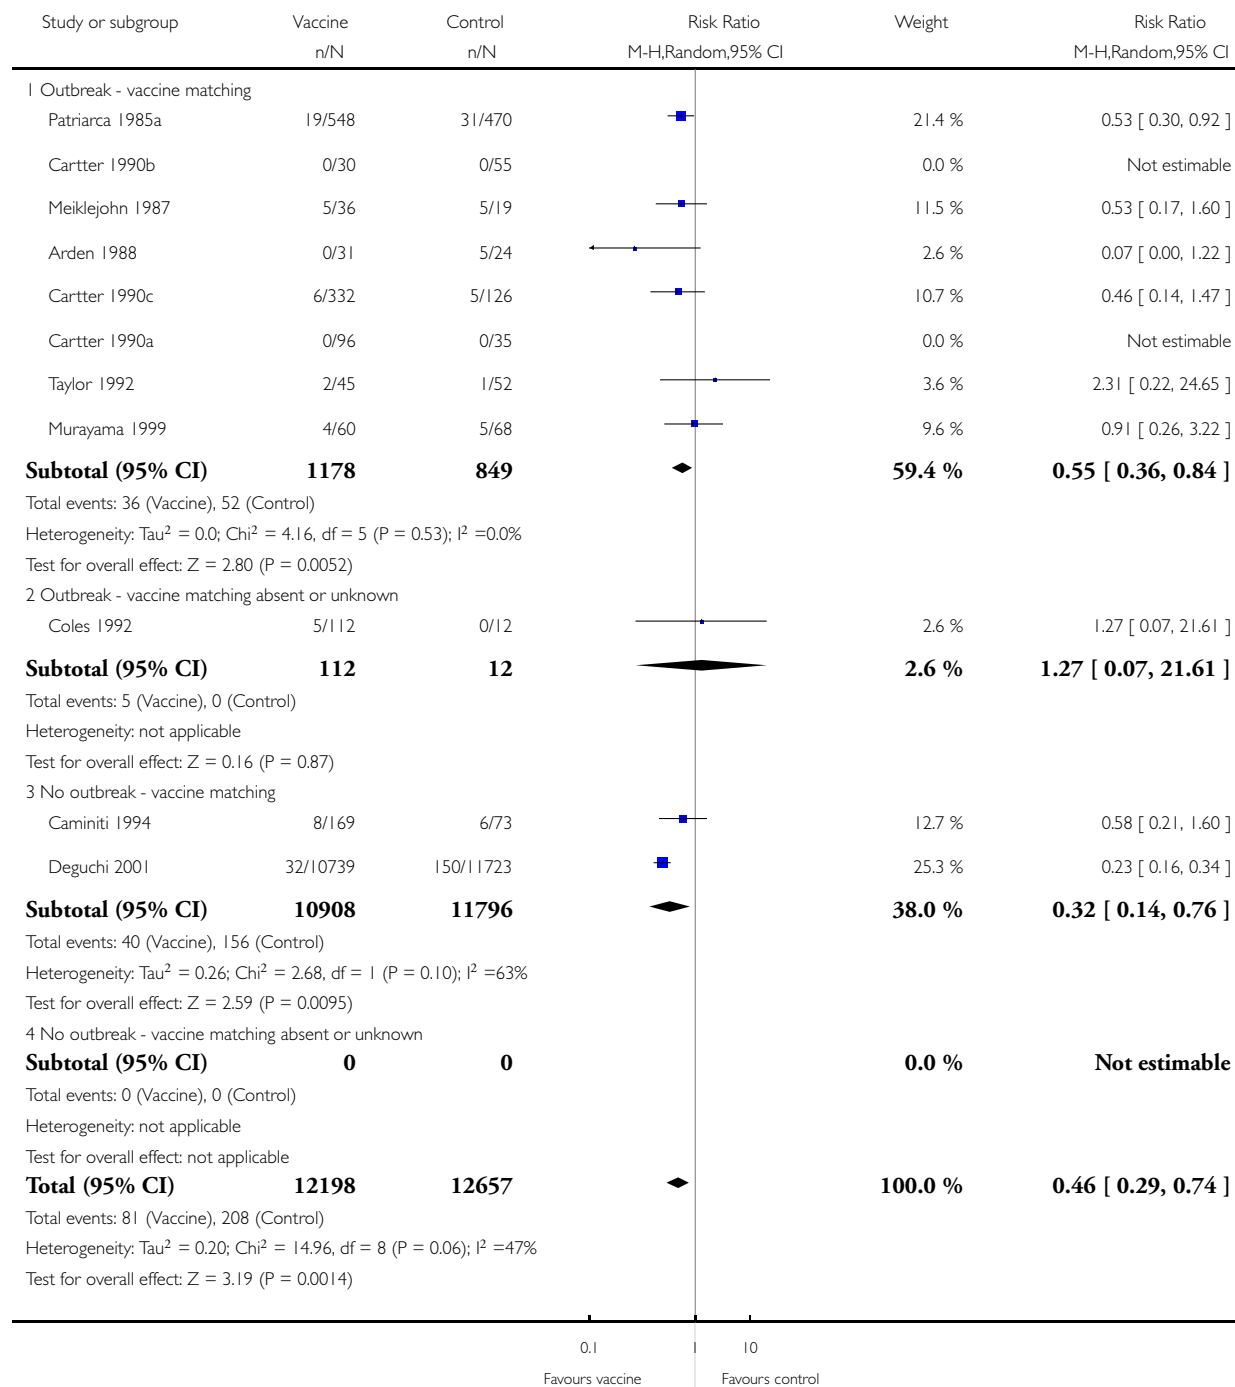 Study or subgroup Vaccine Control Risk Ratio Weight Risk Ratio
n/N n/N M-H,Random,95% CI M-H,Random,95% CI
1 Outbreak - vaccine matching
Patriarca 1985a 19/548 31/470 21.4 % 0.53 [ 0.30, 0.92 ]
Cartter 1990b 0/30 0/55 0.0 % Not estimable
Meiklejohn 1987 5/36 5/19 11.5 % 0.53 [ 0.17, 1.60 ]
Arden 1988 0/31 5/24 2.6 % 0.07 [ 0.00, 1.22 ]
Cartter 1990c 6/332 5/126 10.7 % 0.46 [ 0.14, 1.47 ]
Cartter 1990a 0/96 0/35 0.0 % Not estimable
Taylor 1992 2/45 1/52 3.6 % 2.31 [ 0.22, 24.65 ]
Murayama 1999 4/60 5/68 9.6 % 0.91 [ 0.26, 3.22 ]
Subtotal (95% CI) 1178 849 59.4 % 0.55 [ 0.36, 0.84 ]
Total events: 36 (Vaccine), 52 (Control)
Heterogeneity: Tau² = 0.0; Chi² = 4.16, df = 5 (P = 0.53); I² =0.0%
Test for overall effect: Z = 2.80 (P = 0.0052)
2 Outbreak - vaccine matching absent or unknown
Coles 1992 5/112 0/12 2.6 % 1.27 [ 0.07, 21.61 ]
Subtotal (95% CI) 112 12 2.6 % 1.27 [ 0.07, 21.61 ]
Total events: 5 (Vaccine), 0 (Control)
Heterogeneity: not applicable
Test for overall effect: Z = 0.16 (P = 0.87)
3 No outbreak - vaccine matching
Caminiti 1994 8/169 6/73 12.7 % 0.58 [ 0.21, 1.60 ]
Deguchi 2001 32/10739 150/11723 25.3 % 0.23 [ 0.16, 0.34 ]
Subtotal (95% CI) 10908 11796 38.0 % 0.32 [ 0.14, 0.76 ]
Total events: 40 (Vaccine), 156 (Control)
Heterogeneity: Tau² = 0.26; Chi² = 2.68, df = 1 (P = 0.10); I² =63%
Test for overall effect: Z = 2.59 (P = 0.0095)
4 No outbreak - vaccine matching absent or unknown
Subtotal (95% CI) 0 0 0.0 % Not estimable
Total events: 0 (Vaccine), 0 (Control)
Heterogeneity: not applicable
Test for overall effect: not applicable
Total (95% CI) 12198 12657 100.0 % 0.46 [ 0.29, 0.74 ]
Total events: 81 (Vaccine), 208 (Control)
Heterogeneity: Tau² = 0.20; Chi² = 14.96, df = 8 (P = 0.06); I² =47%
Test for overall effect: Z = 3.19 (P = 0.0014)
0.1 1 10
Favours vaccine Favours control